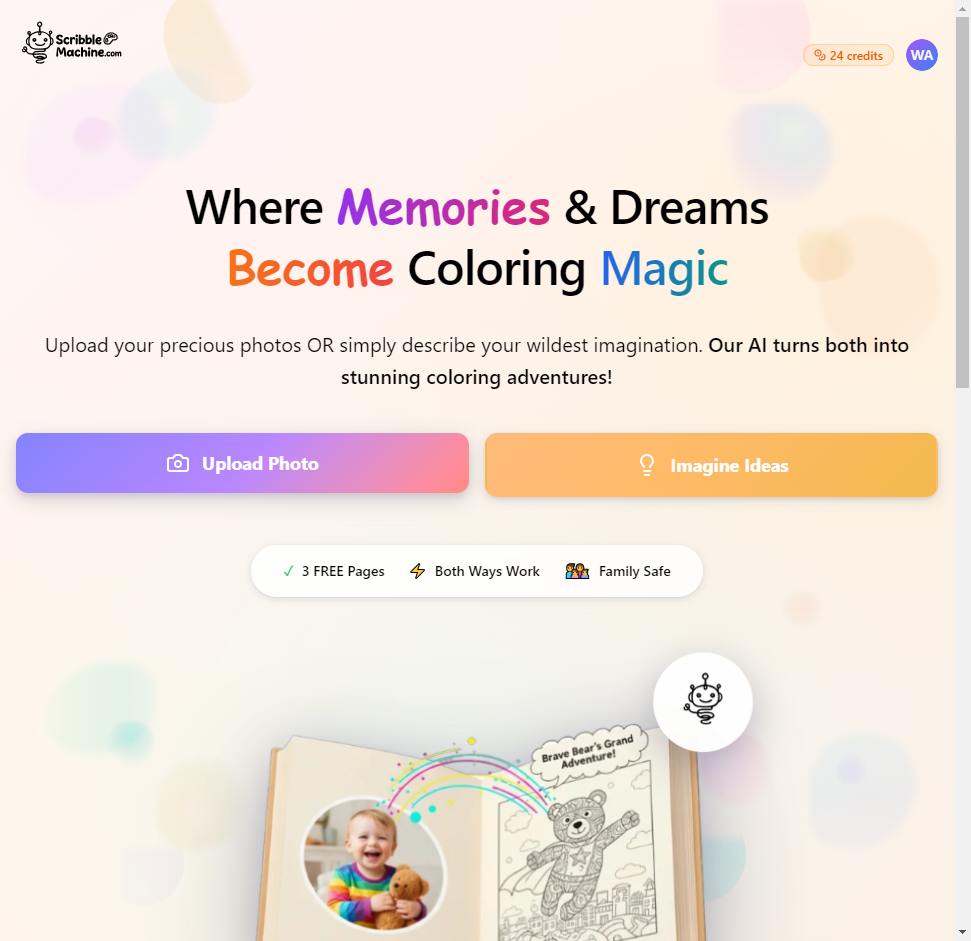 Scribble
Machine.com
24 credits
WA
Where Memories & Dreams
Become Coloring Magic
Upload your precious photos OR simply describe your wildest imagination. Our AI turns both into
stunning coloring adventures!
Upload Photo
Imagine Ideas
✓ 3 FREE Pages
Both Ways Work
Family Safe
Brave Bear's Grand
Adventure!